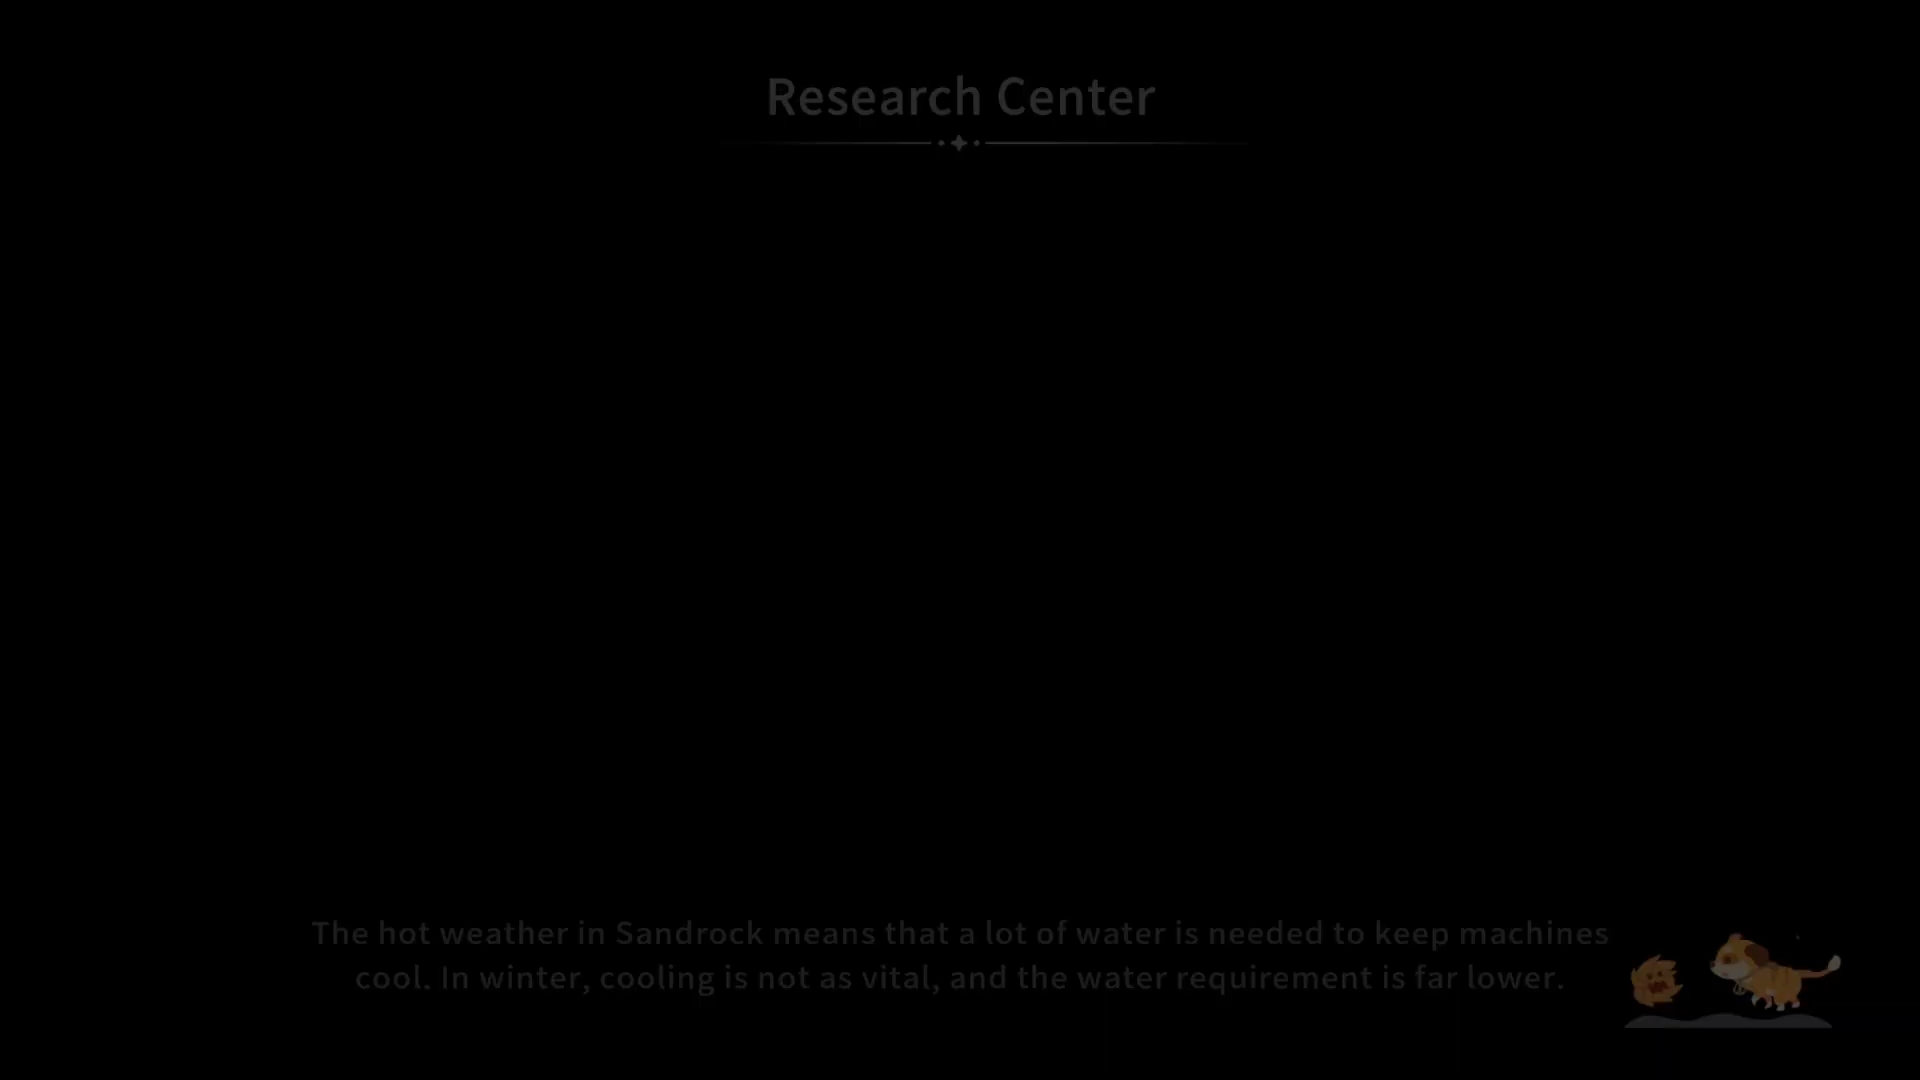 Research Center
The hot weather in Sandrock means that a lot of water is needed to keep machines
cool. In winter, cooling is not as vital, and the water requirement is far lower.